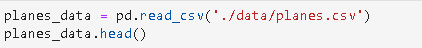 planes_data = pd.read_csv('./data/planes.csv')
planes_data.head()